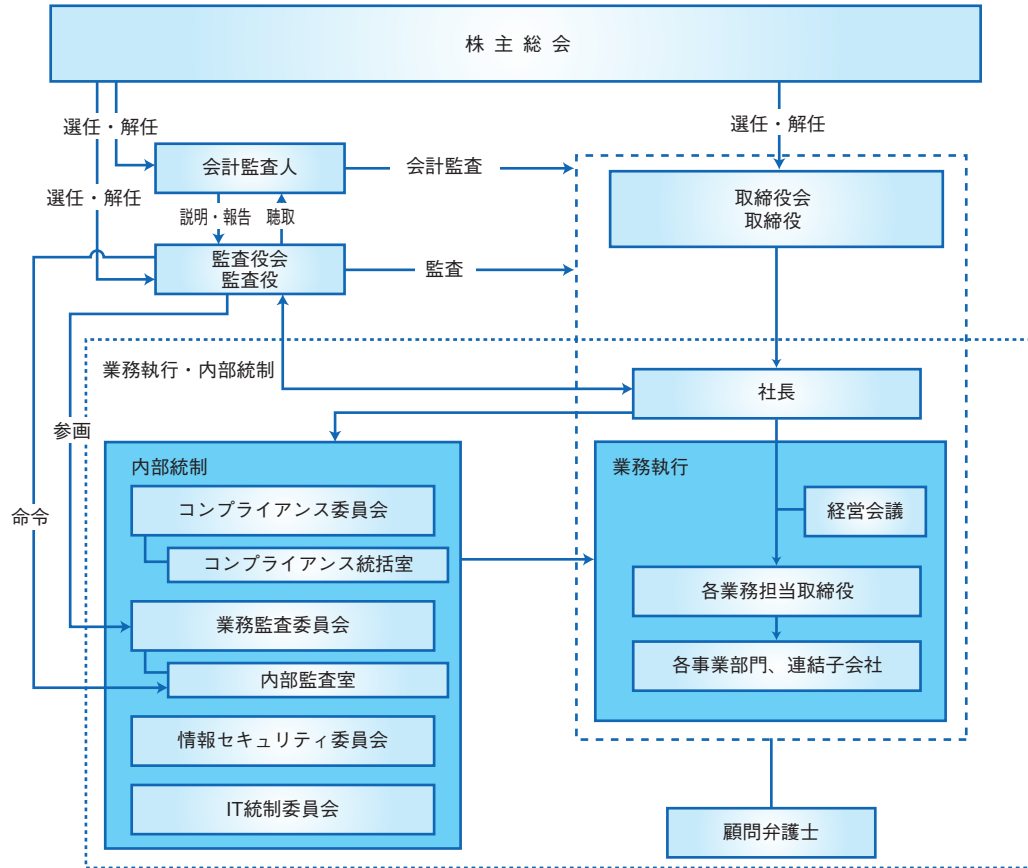 株主総会
選任・解任
選任・解任
選任・解任
会計監査人
会計監査
取締役会
取締役
説明・報告
聴取
監査役会
監査役
監査
業務執行・内部統制
社長
参画
命令
内部統制
コンプライアンス委員会
コンプライアンス統括室
業務監査委員会
内部監査室
情報セキュリティ委員会
IT統制委員会
業務執行
経営会議
各業務担当取締役
各事業部門、連結子会社
顧問弁護士